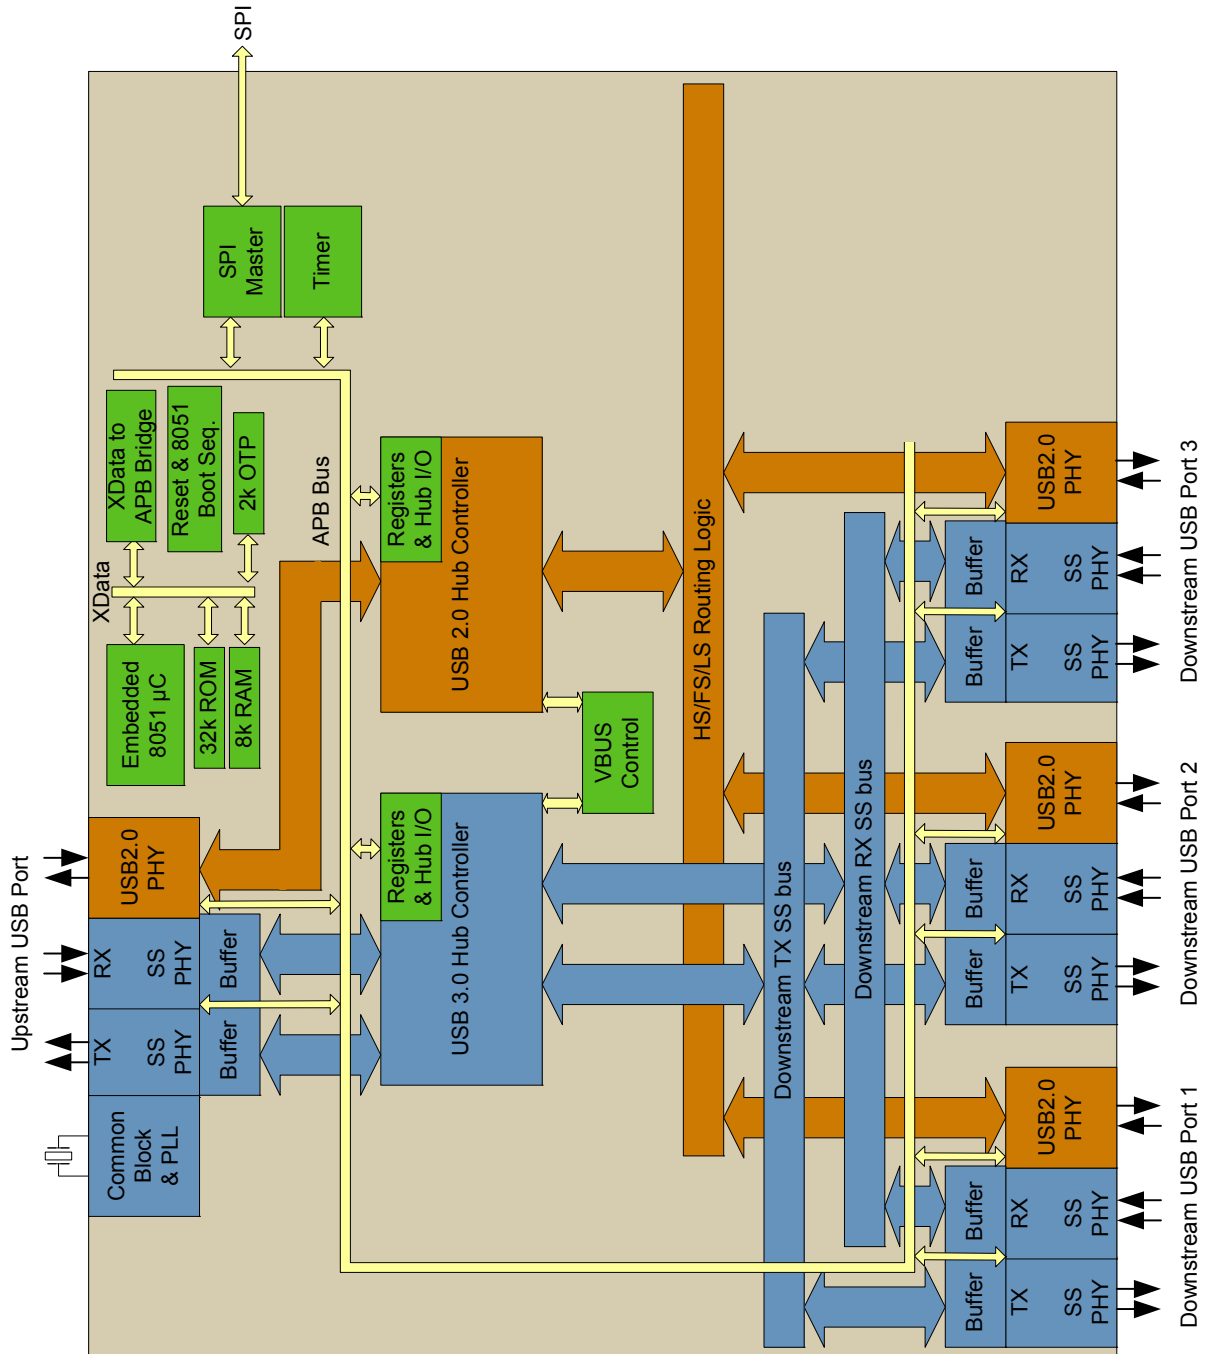 SPI
SPI
Master
Timer
XData to
APB Bridge
Reset & 8051
Boot Seq.
2k OTP
XData
APB Bus
Embedded
8051 µC
32k ROM
8k RAM
Registers
& Hub I/O
USB 2.0 Hub Controller
VBUS
Control
Registers
& Hub I/O
USB 3.0 Hub Controller
Upstream USB Port
USB2.0
PHY
RX
SS
PHY
Buffer
TX
SS
PHY
Buffer
Common
Block
& PLL
HS/FS/LS Routing Logic
Downstream TX SS bus
Downstream RX SS bus
USB2.0
PHY
Buffer
RX
SS
PHY
Buffer
TX
SS
PHY
Downstream USB Port 3
USB2.0
PHY
Buffer
RX
SS
PHY
Buffer
TX
SS
PHY
Downstream USB Port 2
USB2.0
PHY
Buffer
RX
SS
PHY
Buffer
TX
SS
PHY
Downstream USB Port 1